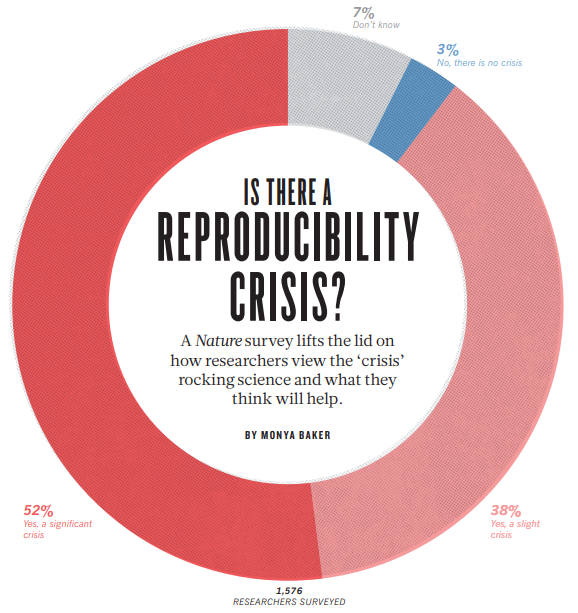 7%
Don't know
3%
No, there is no crisis
IS THERE A
REPRODUCIBILITY
CRISIS?
A Nature survey lifts the lid on
how researchers view the ‘crisis’
rocking science and what they
think will help.
BY MONYA BAKER
52%
Yes, a significant
crisis
38%
Yes, a slight
crisis
1,576
RESEARCHERS SURVEYED